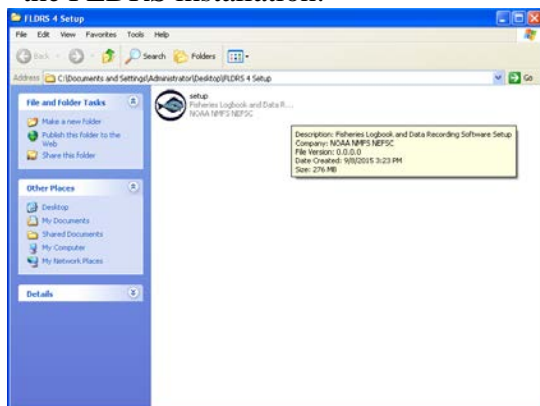 the FLDRS installation.
FLDRS 4 Setup
File Edit View Favorites Tools Help
Back Search Folders
Address C:\Documents and Settings\Administrator\Desktop\FLDRS 4 Setup Go
File and Folder Tasks
Make a new folder
Publish this folder to the
Web
Share this folder
Other Places
Desktop
My Documents
Shared Documents
My Computer
My Network Places
Details
setup
Fisheries Logbook and Data R...
NOAA NMFS NEFSC
Description: Fisheries Logbook and Data Recording Software Setup
Company: NOAA NMFS NEFSC
File Version: 0.0.0.0
Date Created: 9/8/2015 3:23 PM
Size: 276 MB